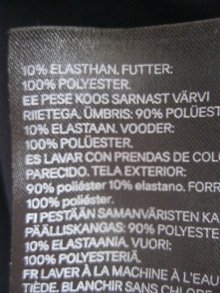 10% ELASTHAN, FUTTER:
100% POLYESTER.
EE PESE KOOS SARNAST VÄRVI
RIIETEGA. ÜMBRIS: 90% POLÜEST
10% ELASTAAN. VOODER:
100% POLÜESTER.
ES LAVAR CON PRENDAS DE COLO
PARECIDO. TELA EXTERIOR:
90% poliéster 10% elastano. FORR
100% poliéster
FI PESTÄÄN SAMANVÄRISTEN KA
PÄÄLLISKANGAS: 90% POLYESTE
10% ELASTAANIA. VUORI:
100% POLYESTERIÄ.
FR LAVER À LA MACHINE À L'EAU
TIÈDE. BLANCHIR SANS CHLORE